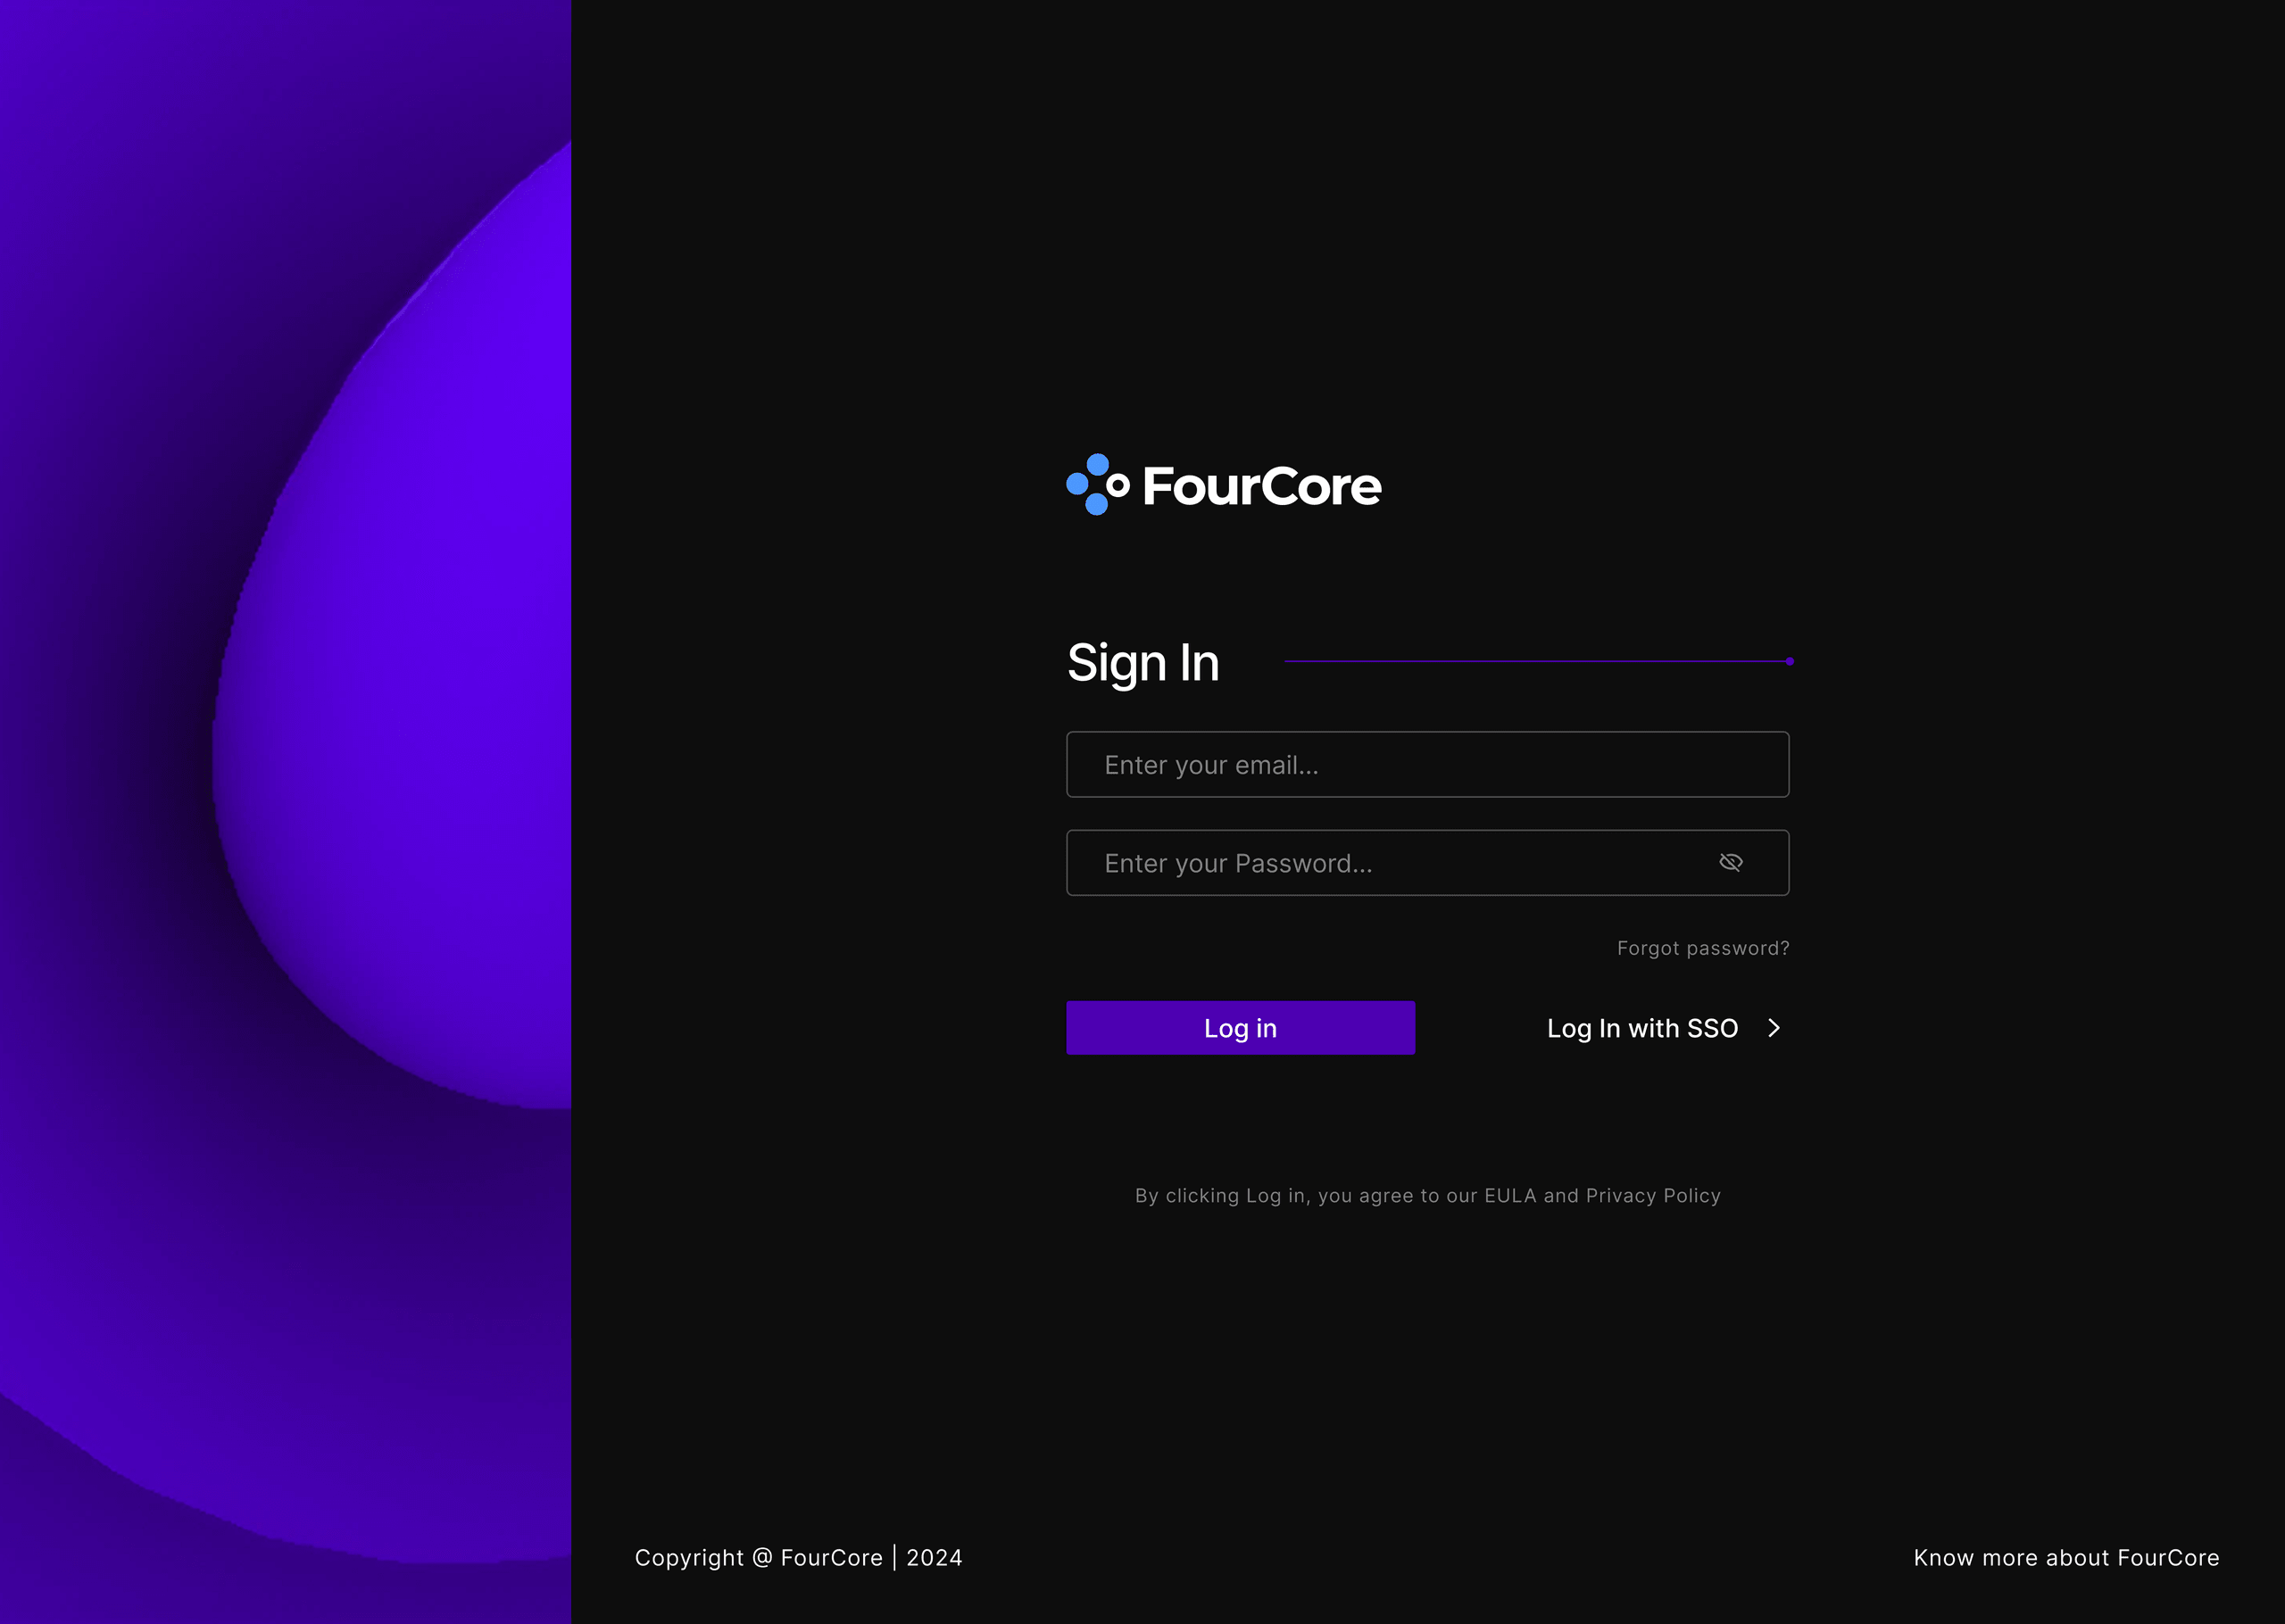 FourCore
Sign In
Enter your email...
Enter your Password...
Forgot password?
Log in
Log In with SSO
By clicking Log in, you agree to our EULA and Privacy Policy
Copyright @ FourCore | 2024
Know more about FourCore